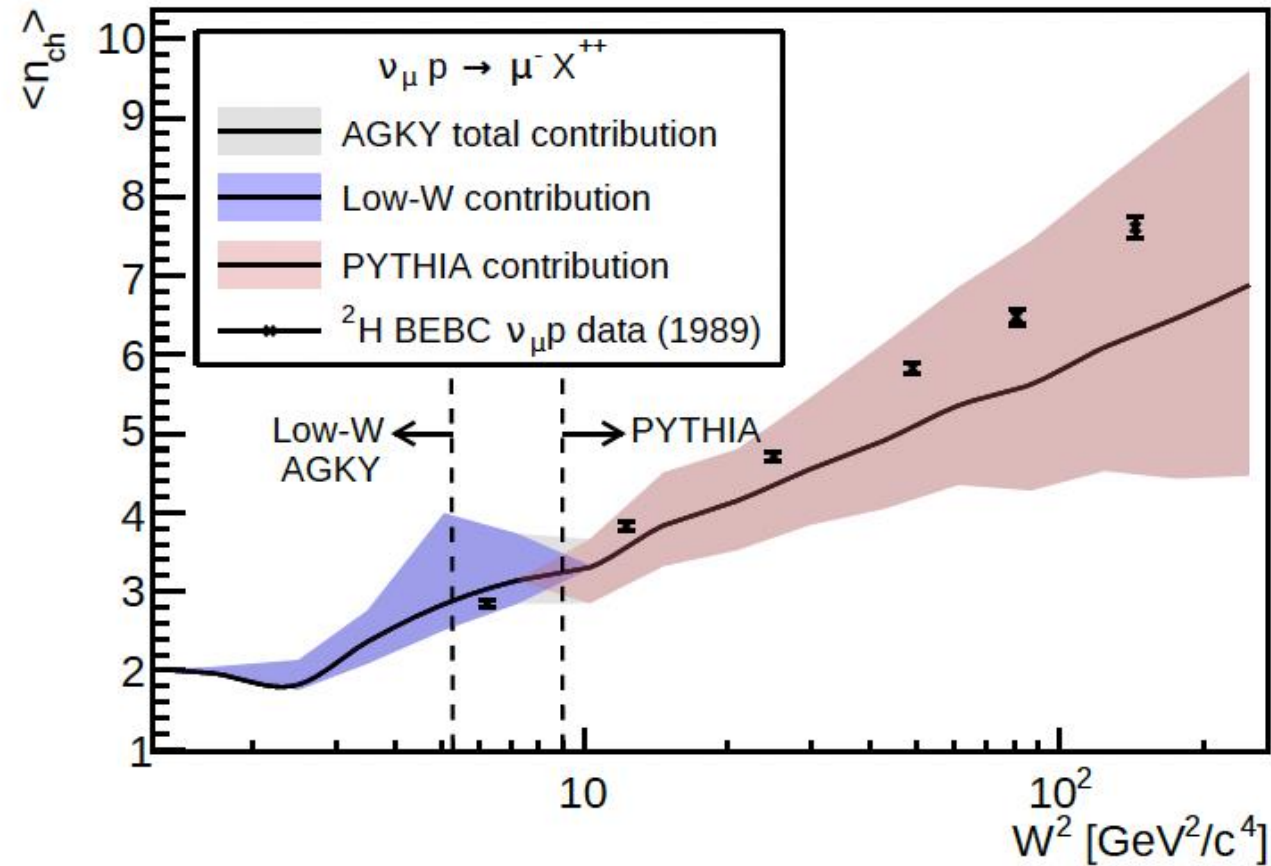 <n_ch>
10
9
8
7
6
5
4
3
2
1
ν_μ p → μ⁻ X⁺⁺
AGKY total contribution
Low-W contribution
PYTHIA contribution
²H BEBC ν_μp data (1989)
Low-W
AGKY
PYTHIA
10
10²
W² [GeV²/c⁴]